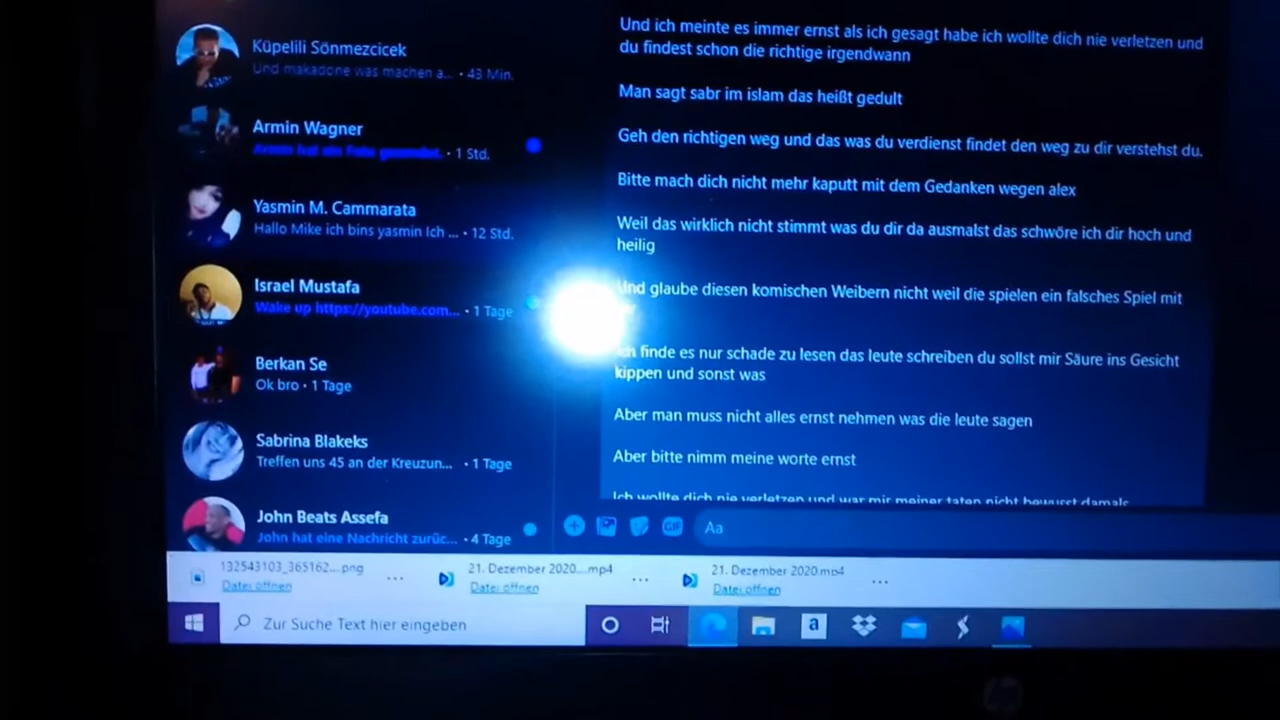 Küpelili Sönmezcicek
Und makadone was machen a... · 43 Min.
Armin Wagner
Armin hat ein Foto gesendet. · 1 Std.
Yasmin M. Cammarata
Hallo Mike ich bins yasmin Ich ... · 12 Std.
Israel Mustafa
Wake up https://youtube.com... · 1 Tage
Berkan Se
Ok bro · 1 Tage
Sabrina Blakeks
Treffen uns 45 an der Kreuzun... · 1 Tage
John Beats Assefa
John hat eine Nachricht zurüc... · 4 Tage
Und ich meinte es immer ernst als ich gesagt habe ich wollte dich nie verletzen und
du findest schon die richtige irgendwann
Man sagt sabr im islam das heißt gedult
Geh den richtigen weg und das was du verdienst findet den weg zu dir verstehst du.
Bitte mach dich nicht mehr kaputt mit dem Gedanken wegen alex
Weil das wirklich nicht stimmt was du dir da ausmalst das schwöre ich dir hoch und
heilig
Und glaube diesen komischen Weibern nicht weil die spielen ein falsches Spiel mit
Ich finde es nur schade zu lesen das leute schreiben du sollst mir Säure ins Gesicht
kippen und sonst was
Aber man muss nicht alles ernst nehmen was die leute sagen
Aber bitte nimm meine worte ernst
Ich wollte dich nie verletzen und war mir meiner taten nicht bewusst damals
GIF
Aa
132543103_365162....png
Datei öffnen
...
21. Dezember 2020....mp4
Datei öffnen
...
21. Dezember 2020.mp4
Datei öffnen
...
Zur Suche Text hier eingeben
a
hp